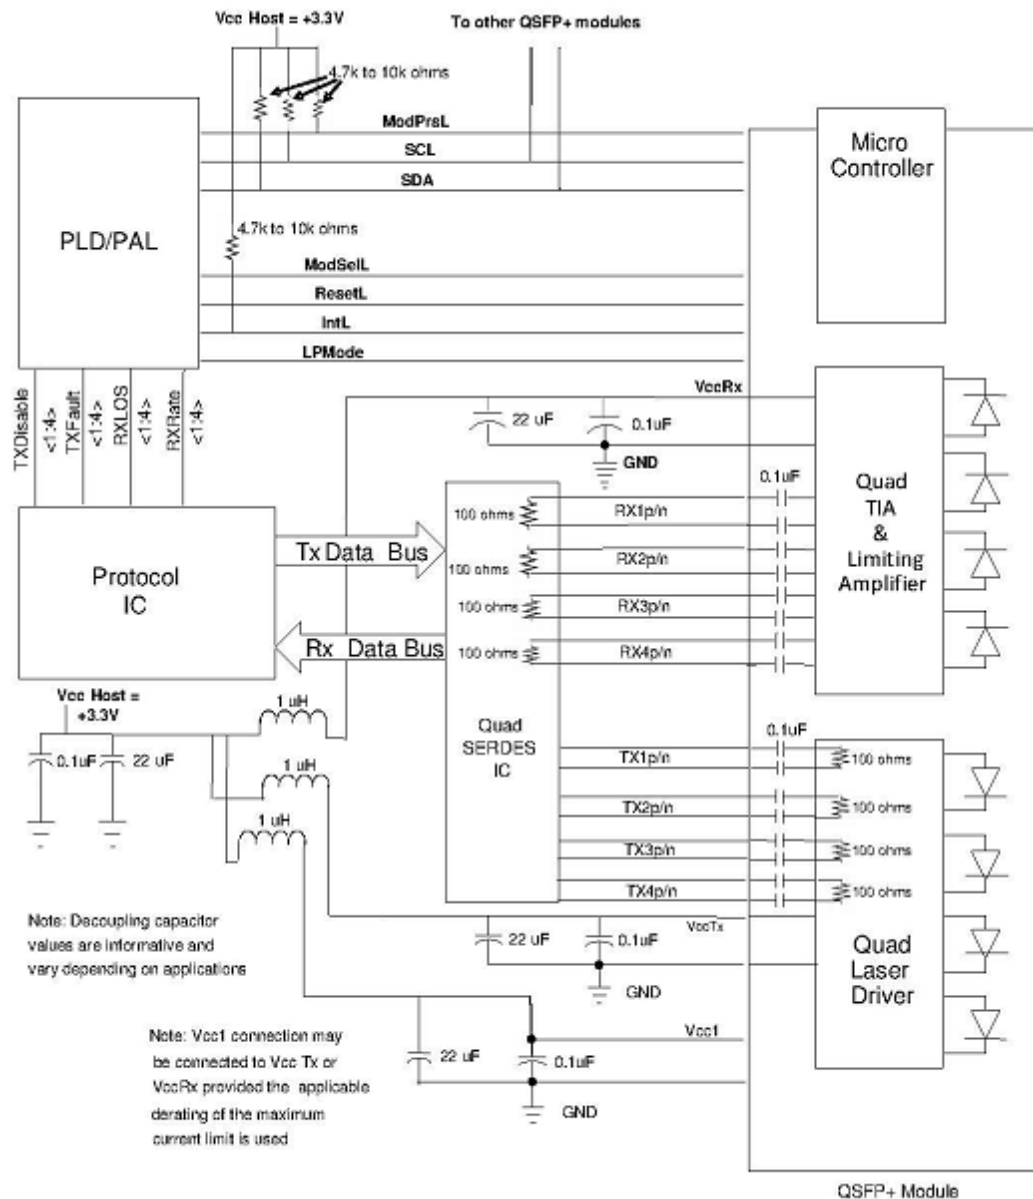 Vcc Host = +3.3V
To other QSFP+ modules
4.7k to 10k ohms
ModPrsL
SCL
SDA
PLD/PAL
Micro
Controller
4.7k to 10k ohms
ModSelL
ResetL
IntL
LPMode
TXDisable
<1:4>
TXFault
<1:4>
RXLOS
<1:4>
RXRate
<1:4>
VccRx
22 uF
0.1uF
GND
0.1uF
Quad
TIA
&
Limiting
Amplifier
100 ohms
RX1p/n
100 ohms
RX2p/n
100 ohms
RX3p/n
100 ohms
RX4p/n
Tx Data Bus
Protocol
IC
Rx Data Bus
Vcc Host =
+3.3V
0.1uF
22 uF
1 uH
1 uH
1 uH
Quad
SERDES
IC
0.1uF
TX1p/n
100 ohms
TX2p/n
100 ohms
TX3p/n
100 ohms
TX4p/n
100 ohms
Note: Decoupling capacitor
values are informative and
vary depending on applications
VccTx
22 uF
0.1uF
GND
Quad
Laser
Driver
Note: Vcc1 connection may
be connected to Vcc Tx or
VccRx provided the applicable
derating of the maximum
current limit is used
Vcc1
22 uF
0.1uF
GND
QSFP+ Module